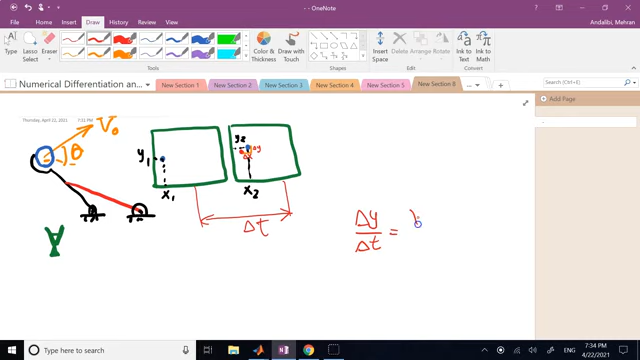 - OneNote
Andalibi, Mehran
File Home Insert Draw View Help
Type
Lasso Select
Eraser
Tools
Color & Thickness
Draw with Touch
Shapes
Insert Space
Delete
Arrange
Rotate
Edit
Ink to Text
Ink to Math
Convert
Numerical Differentiation an...
New Section 1
New Section 2
New Section 3
New Section 4
New Section 5
New Section 8
Search (Ctrl+E)
Add Page
Thursday, April 22, 2021 7:11 PM
V₀
θ
y₁
x₁
y₂
Δy
x₂
Δt
Δy/Δt =
Type here to search
ENG
7:34 PM
4/22/2021